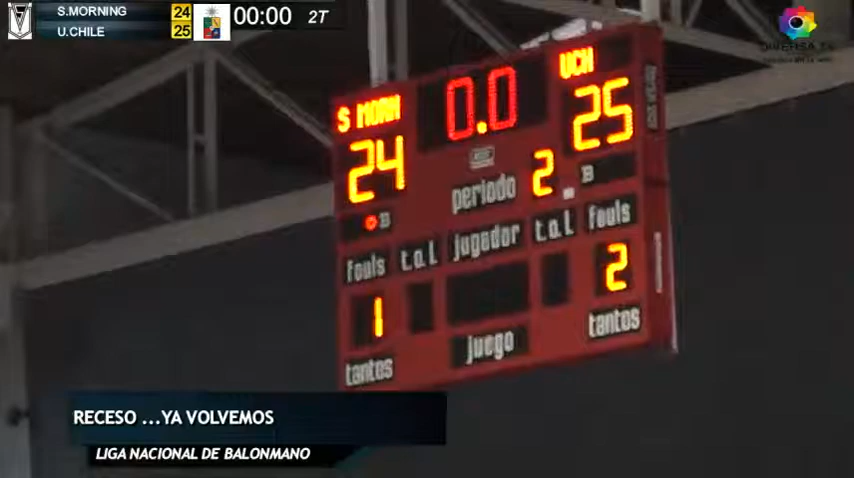 S.MORNING 24
U.CHILE 25
00:00 2T
S MORN
0.0
UCH
24
25
periodo 2
fouls t.o.l jugador t.o.l fouls
1
2
tantos juego tantos
RECESO ...YA VOLVEMOS
LIGA NACIONAL DE BALONMANO